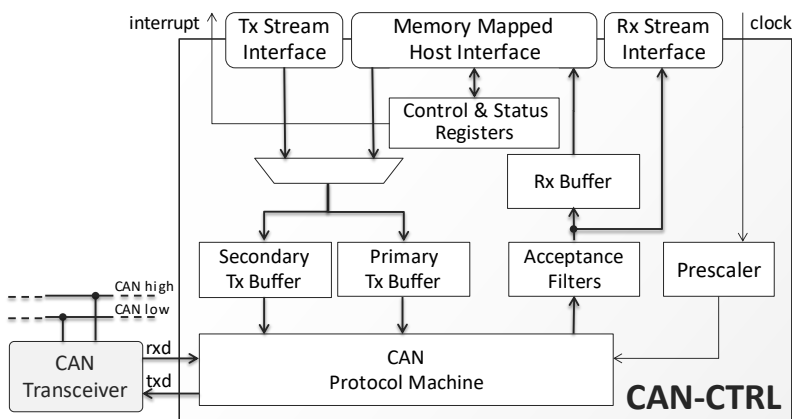 interrupt
Tx Stream
Interface
Memory Mapped
Host Interface
Rx Stream
Interface
clock
Control & Status
Registers
Rx Buffer
Secondary
Tx Buffer
Primary
Tx Buffer
Acceptance
Filters
Prescaler
CAN high
CAN low
CAN
Transceiver
rxd
txd
CAN
Protocol Machine
CAN-CTRL